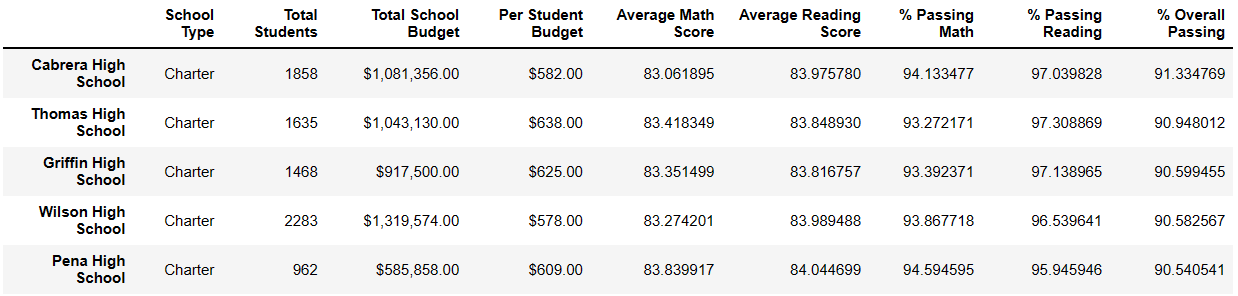 School Type Total Students Total School Budget Per Student Budget Average Math Score Average Reading Score % Passing Math % Passing Reading % Overall Passing
Cabrera High School Charter 1858 $1,081,356.00 $582.00 83.061895 83.975780 94.133477 97.039828 91.334769
Thomas High School Charter 1635 $1,043,130.00 $638.00 83.418349 83.848930 93.272171 97.308869 90.948012
Griffin High School Charter 1468 $917,500.00 $625.00 83.351499 83.816757 93.392371 97.138965 90.599455
Wilson High School Charter 2283 $1,319,574.00 $578.00 83.274201 83.989488 93.867718 96.539641 90.582567
Pena High School Charter 962 $585,858.00 $609.00 83.839917 84.044699 94.594595 95.945946 90.540541